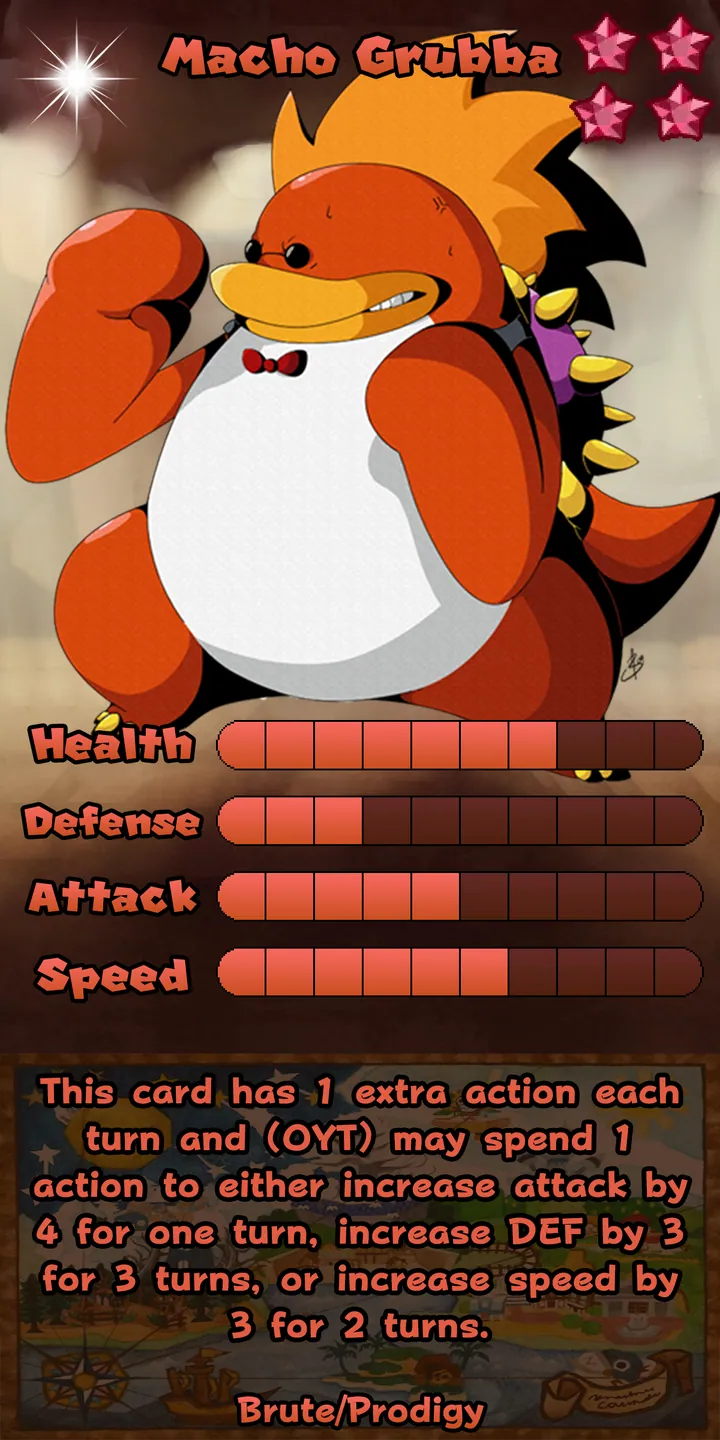 Macho Grubba
Health
Defense
Attack
Speed
This card has 1 extra action each
turn and (OYT) may spend 1
action to either increase attack by
4 for one turn, increase DEF by 3
for 3 turns, or increase speed by
3 for 2 turns.
Brute/Prodigy